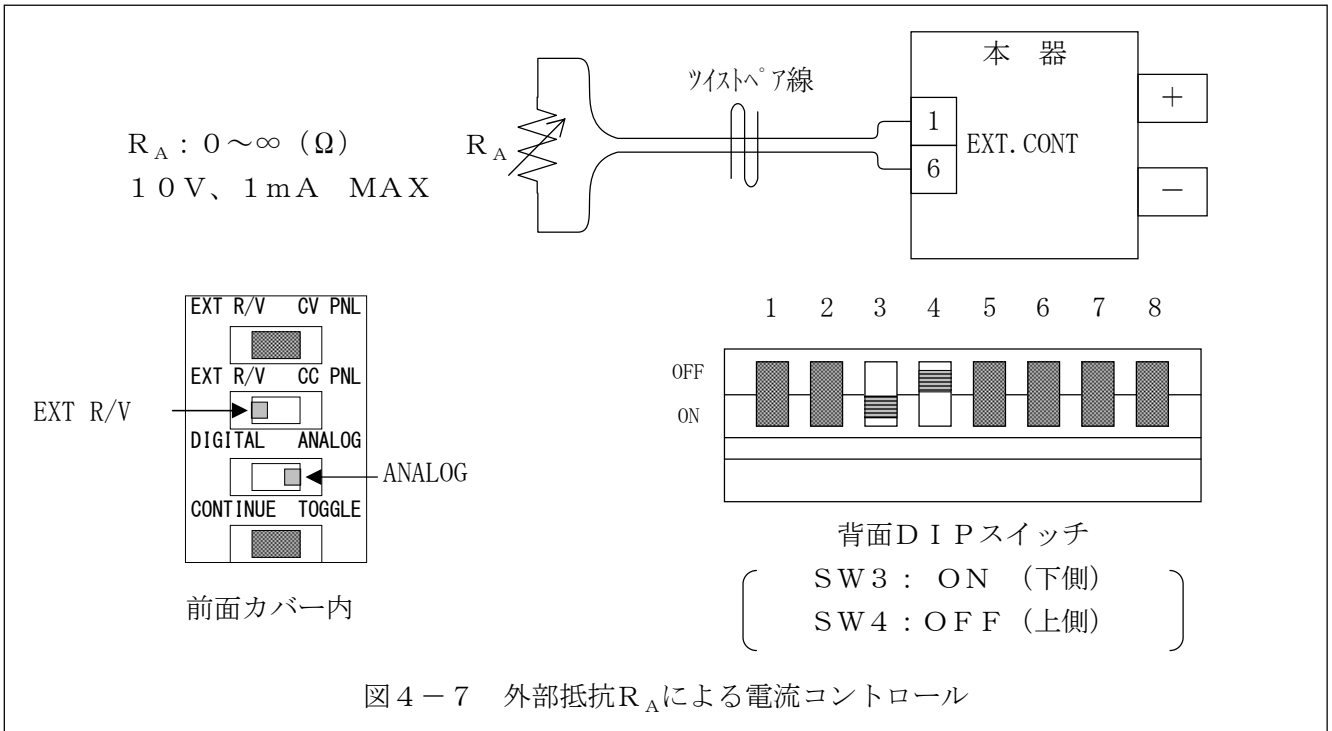 本　器
ﾂｲｽﾄﾍﾟｱ線
＋
1
EXT.CONT
R_A：０～∞（Ω）
R_A
6
１０Ｖ、１ｍＡ　ＭＡＸ
－
EXT R/V CV PNL
1 2 3 4 5 6 7 8
EXT R/V CC PNL
OFF
EXT R/V
ON
DIGITAL ANALOG
ANALOG
CONTINUE TOGGLE
背面ＤＩＰスイッチ
ＳＷ３：ＯＮ（下側）
前面カバー内
ＳＷ４：ＯＦＦ（上側）
図４－７　外部抵抗R_Aによる電流コントロール